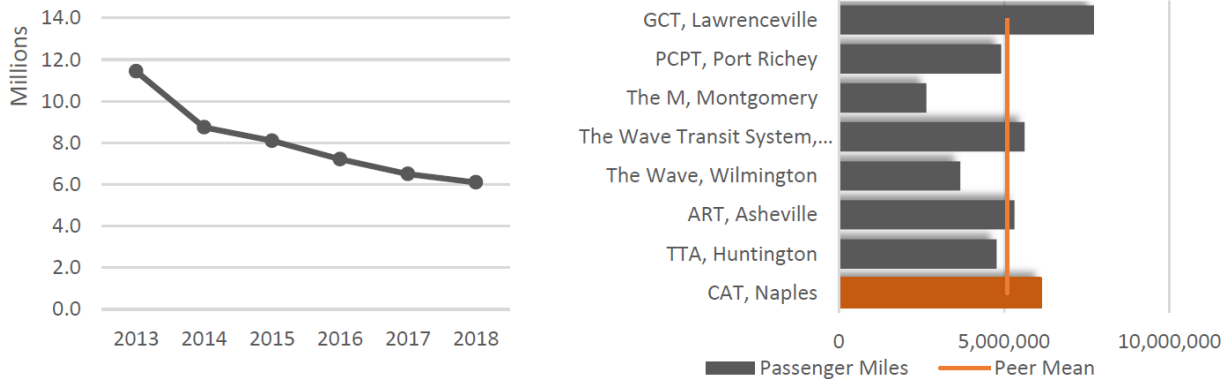 Millions
14.0
12.0
10.0
8.0
6.0
4.0
2.0
0.0
2013 2014 2015 2016 2017 2018
GCT, Lawrenceville
PCPT, Port Richey
The M, Montgomery
The Wave Transit System,...
The Wave, Wilmington
ART, Asheville
TTA, Huntington
CAT, Naples
0 5,000,000 10,000,000
Passenger Miles Peer Mean